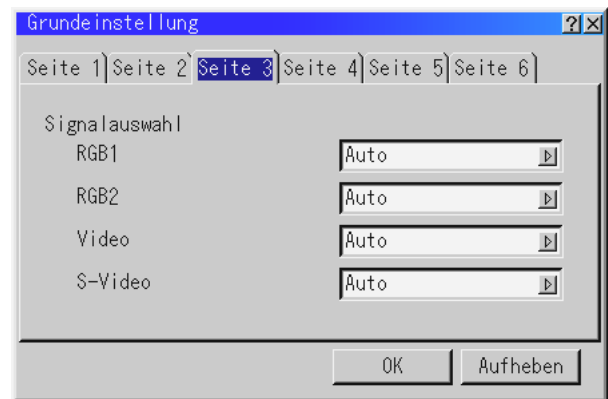 Grundeinstellung
Seite 1 Seite 2 Seite 3 Seite 4 Seite 5 Seite 6
Signalauswahl
RGB1 Auto
RGB2 Auto
Video Auto
S-Video Auto
OK Aufheben